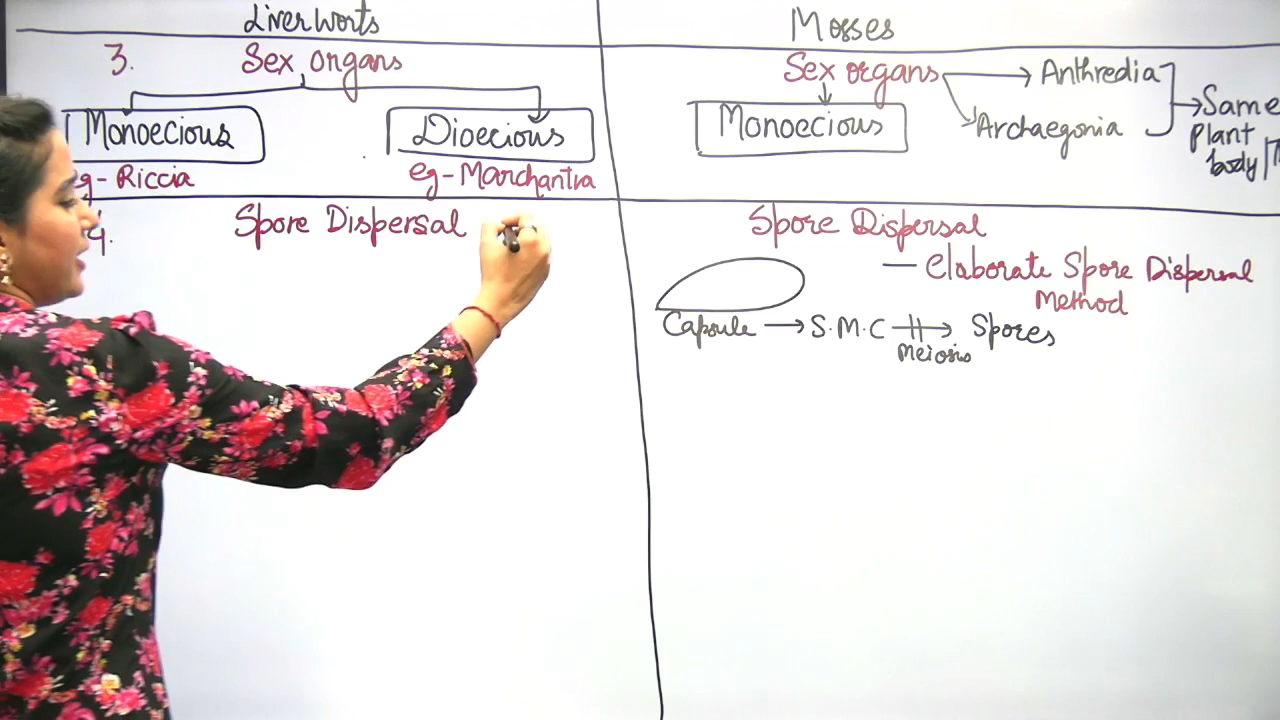 Liverworts
Mosses
3.
Sex organs
Monoecious
Dioecious
eg-Riccia
eg-Marchantia
Sex organs
Monoecious
Anthredia
Archaegonia
Same
Plant
body/
4.
Spore Dispersal
Spore Dispersal
— Elaborate Spore Dispersal
Method
Capsule → S.M.C → Spores
Meiosis